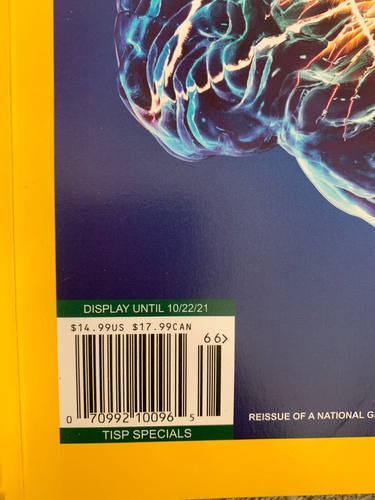 DISPLAY UNTIL 10/22/21
$14.99US $17.99CAN
66>
0 70992 10096 5
TISP SPECIALS
REISSUE OF A NATIONAL G